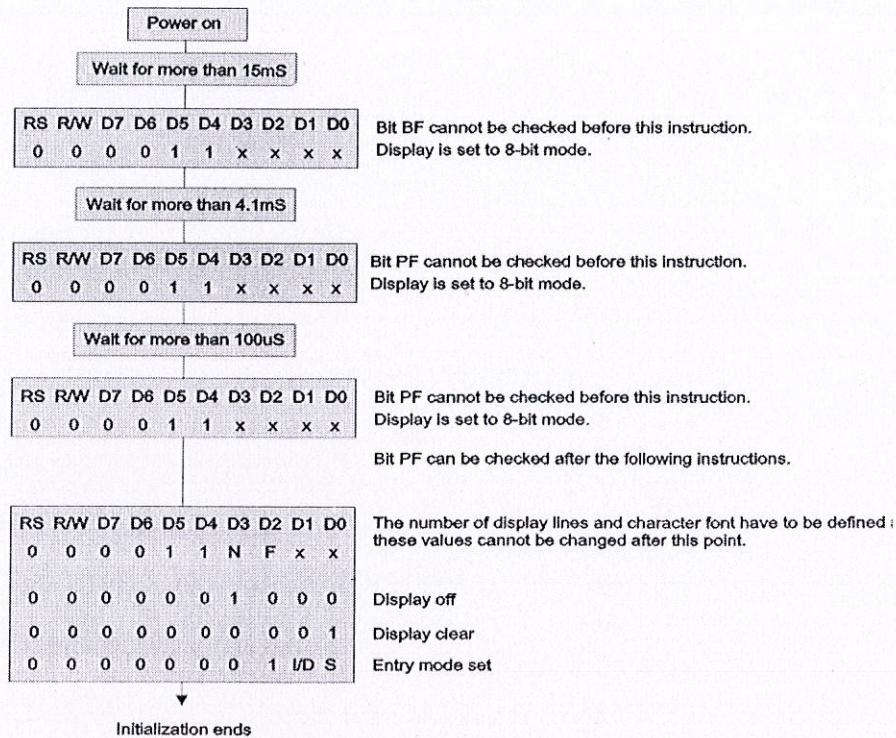 Power on
Wait for more than 15mS
RS R/W D7 D6 D5 D4 D3 D2 D1 D0
0 0 0 0 1 1 x x x x
Bit BF cannot be checked before this instruction.
Display is set to 8-bit mode.
Wait for more than 4.1mS
RS R/W D7 D6 D5 D4 D3 D2 D1 D0
0 0 0 0 1 1 x x x x
Bit PF cannot be checked before this instruction.
Display is set to 8-bit mode.
Wait for more than 100uS
RS R/W D7 D6 D5 D4 D3 D2 D1 D0
0 0 0 0 1 1 x x x x
Bit PF cannot be checked before this instruction.
Display is set to 8-bit mode.
Bit PF can be checked after the following instructions.
RS R/W D7 D6 D5 D4 D3 D2 D1 D0
0 0 0 0 1 1 N F x x
The number of display lines and character font have to be defined
these values cannot be changed after this point.
0 0 0 0 0 0 1 0 0 0
Display off
0 0 0 0 0 0 0 0 0 1
Display clear
0 0 0 0 0 0 0 1 I/D S
Entry mode set
Initialization ends